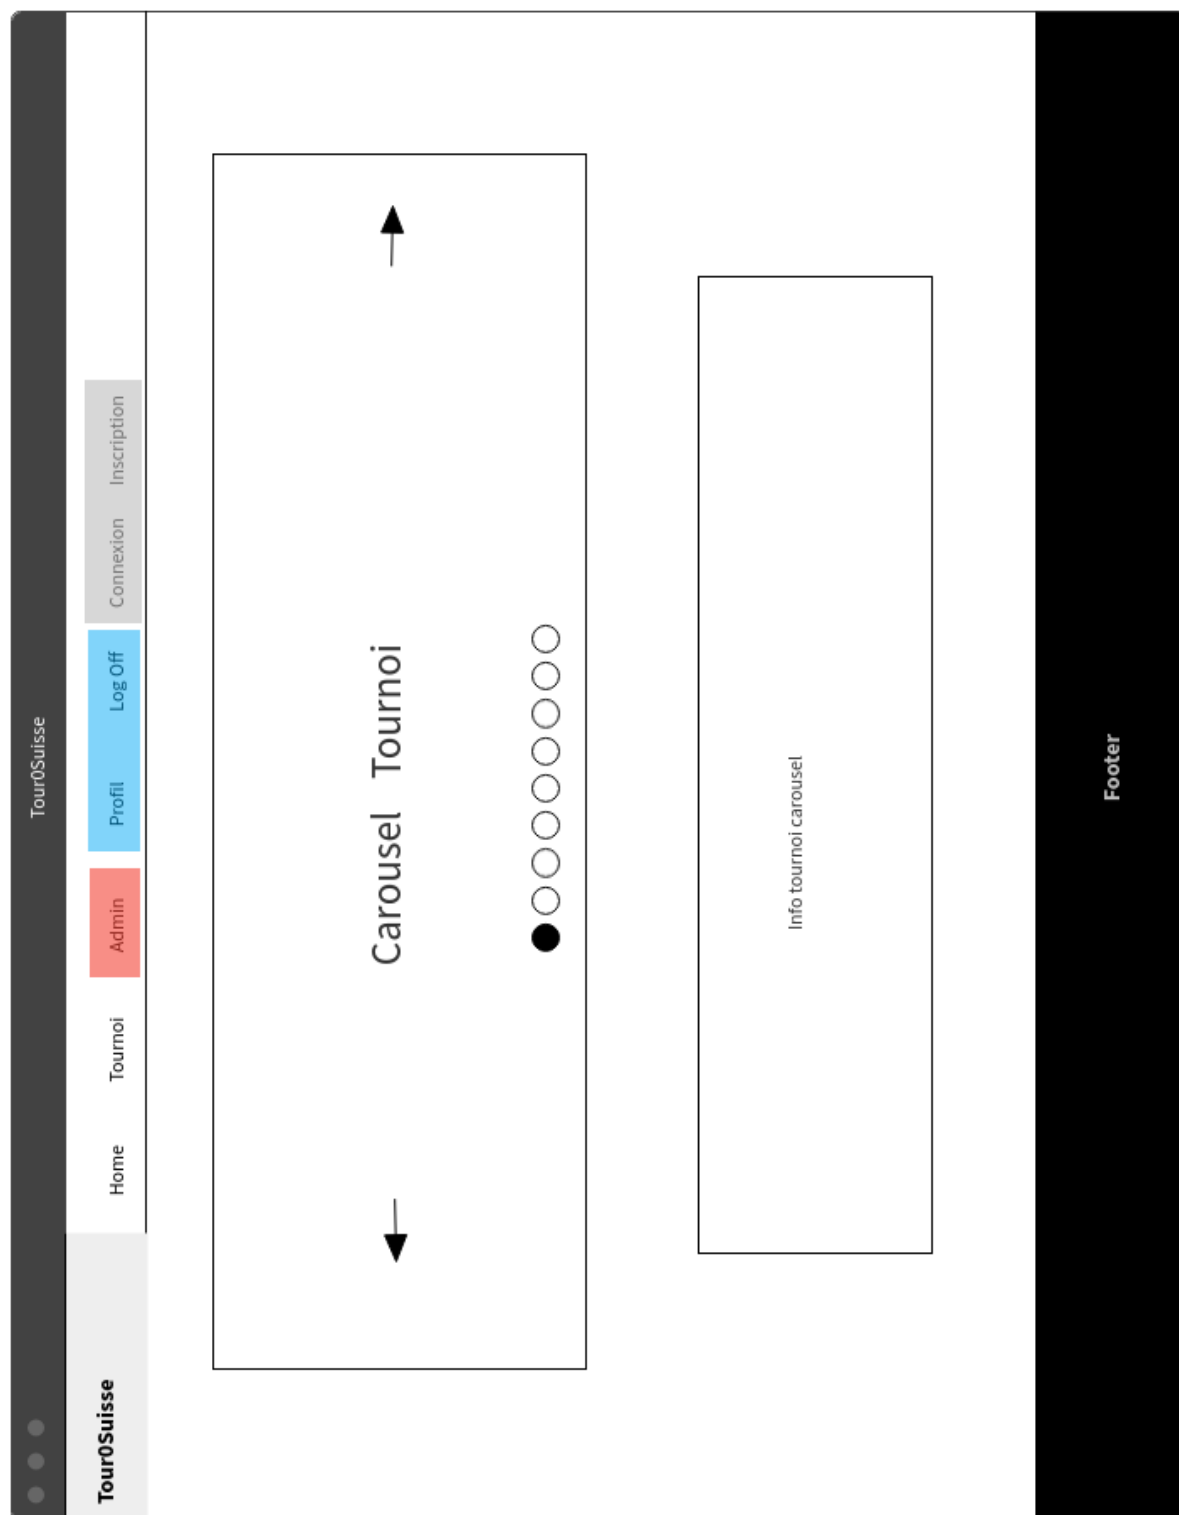 Tour0Suisse
Tour0Suisse Home Tournoi Admin Profil Log Off Connexion Inscription
Carousel Tournoi
Info tournoi carousel
Footer